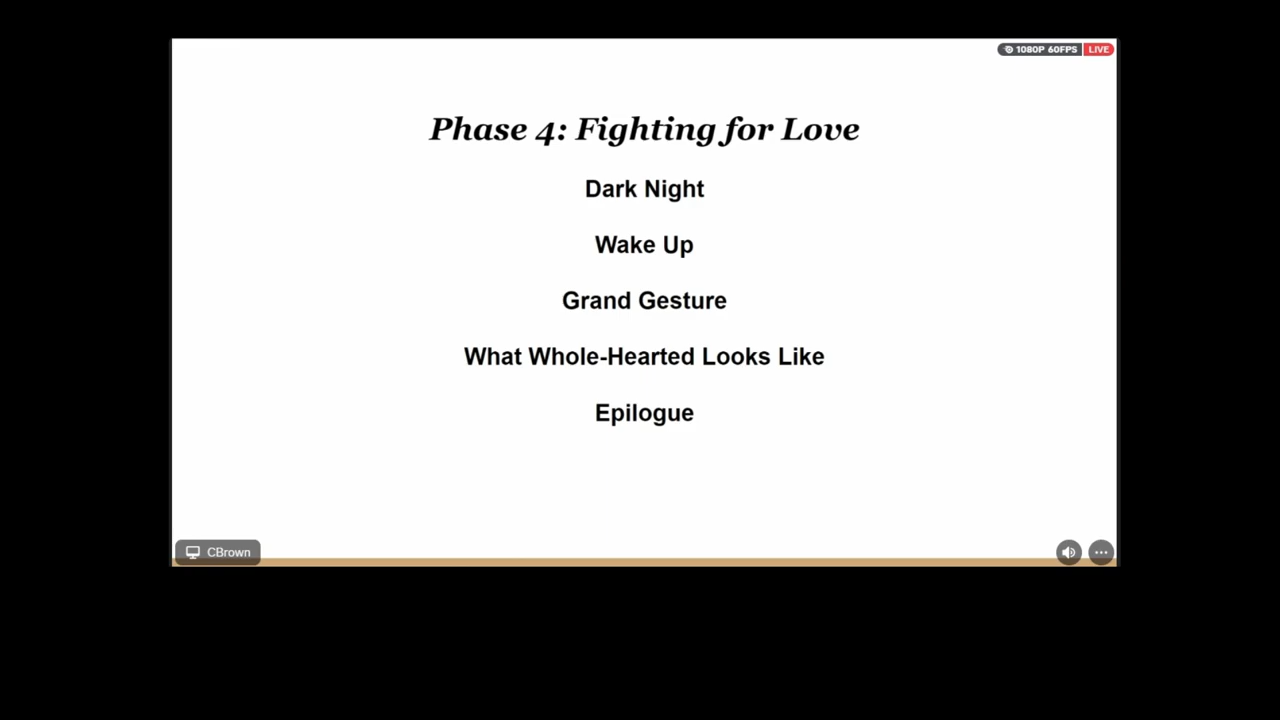 1080P 60FPS LIVE
Phase 4: Fighting for Love
Dark Night
Wake Up
Grand Gesture
What Whole-Hearted Looks Like
Epilogue
CBrown